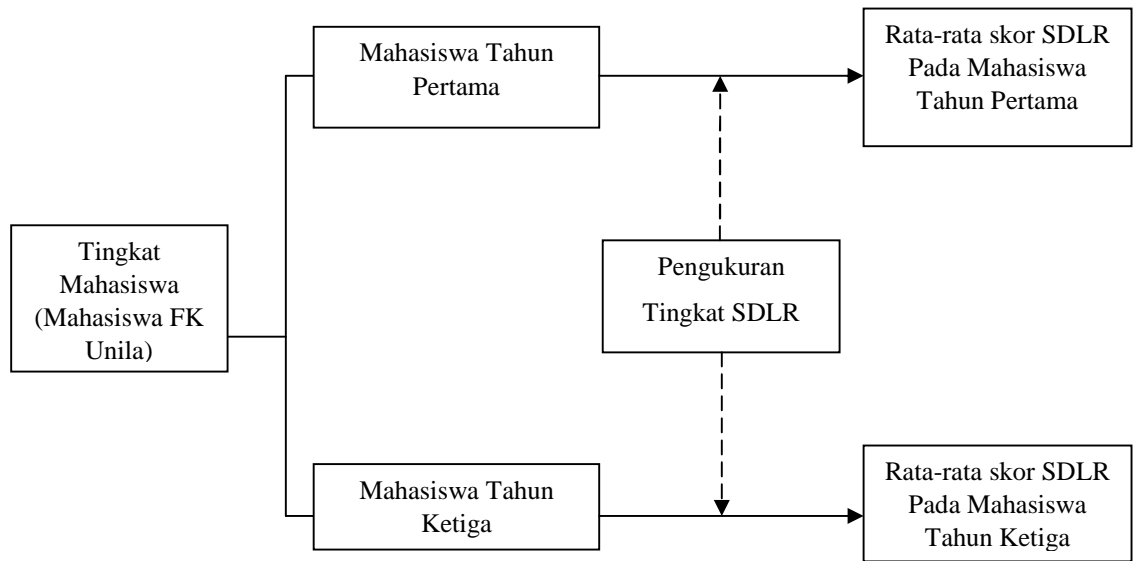 Mahasiswa Tahun
Pertama
Rata-rata skor SDLR
Pada Mahasiswa
Tahun Pertama
Tingkat
Mahasiswa
(Mahasiswa FK
Unila)
Pengukuran
Tingkat SDLR
Mahasiswa Tahun
Ketiga
Rata-rata skor SDLR
Pada Mahasiswa
Tahun Ketiga